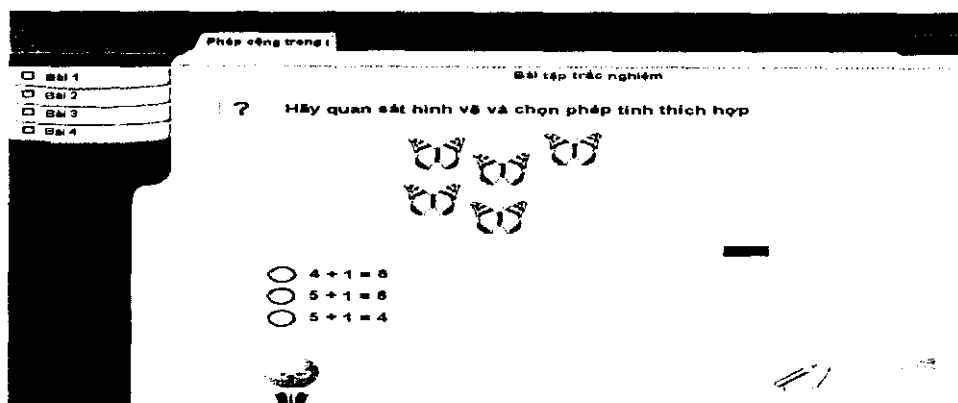 Phép cộng trong
Bài tập trắc nghiệm
Bài 1
Bài 2
Bài 3
Bài 4
? Hãy quan sát hình vẽ và chọn phép tính thích hợp
4 + 1 =
5 + 1 = 6
5 + 1 = 4